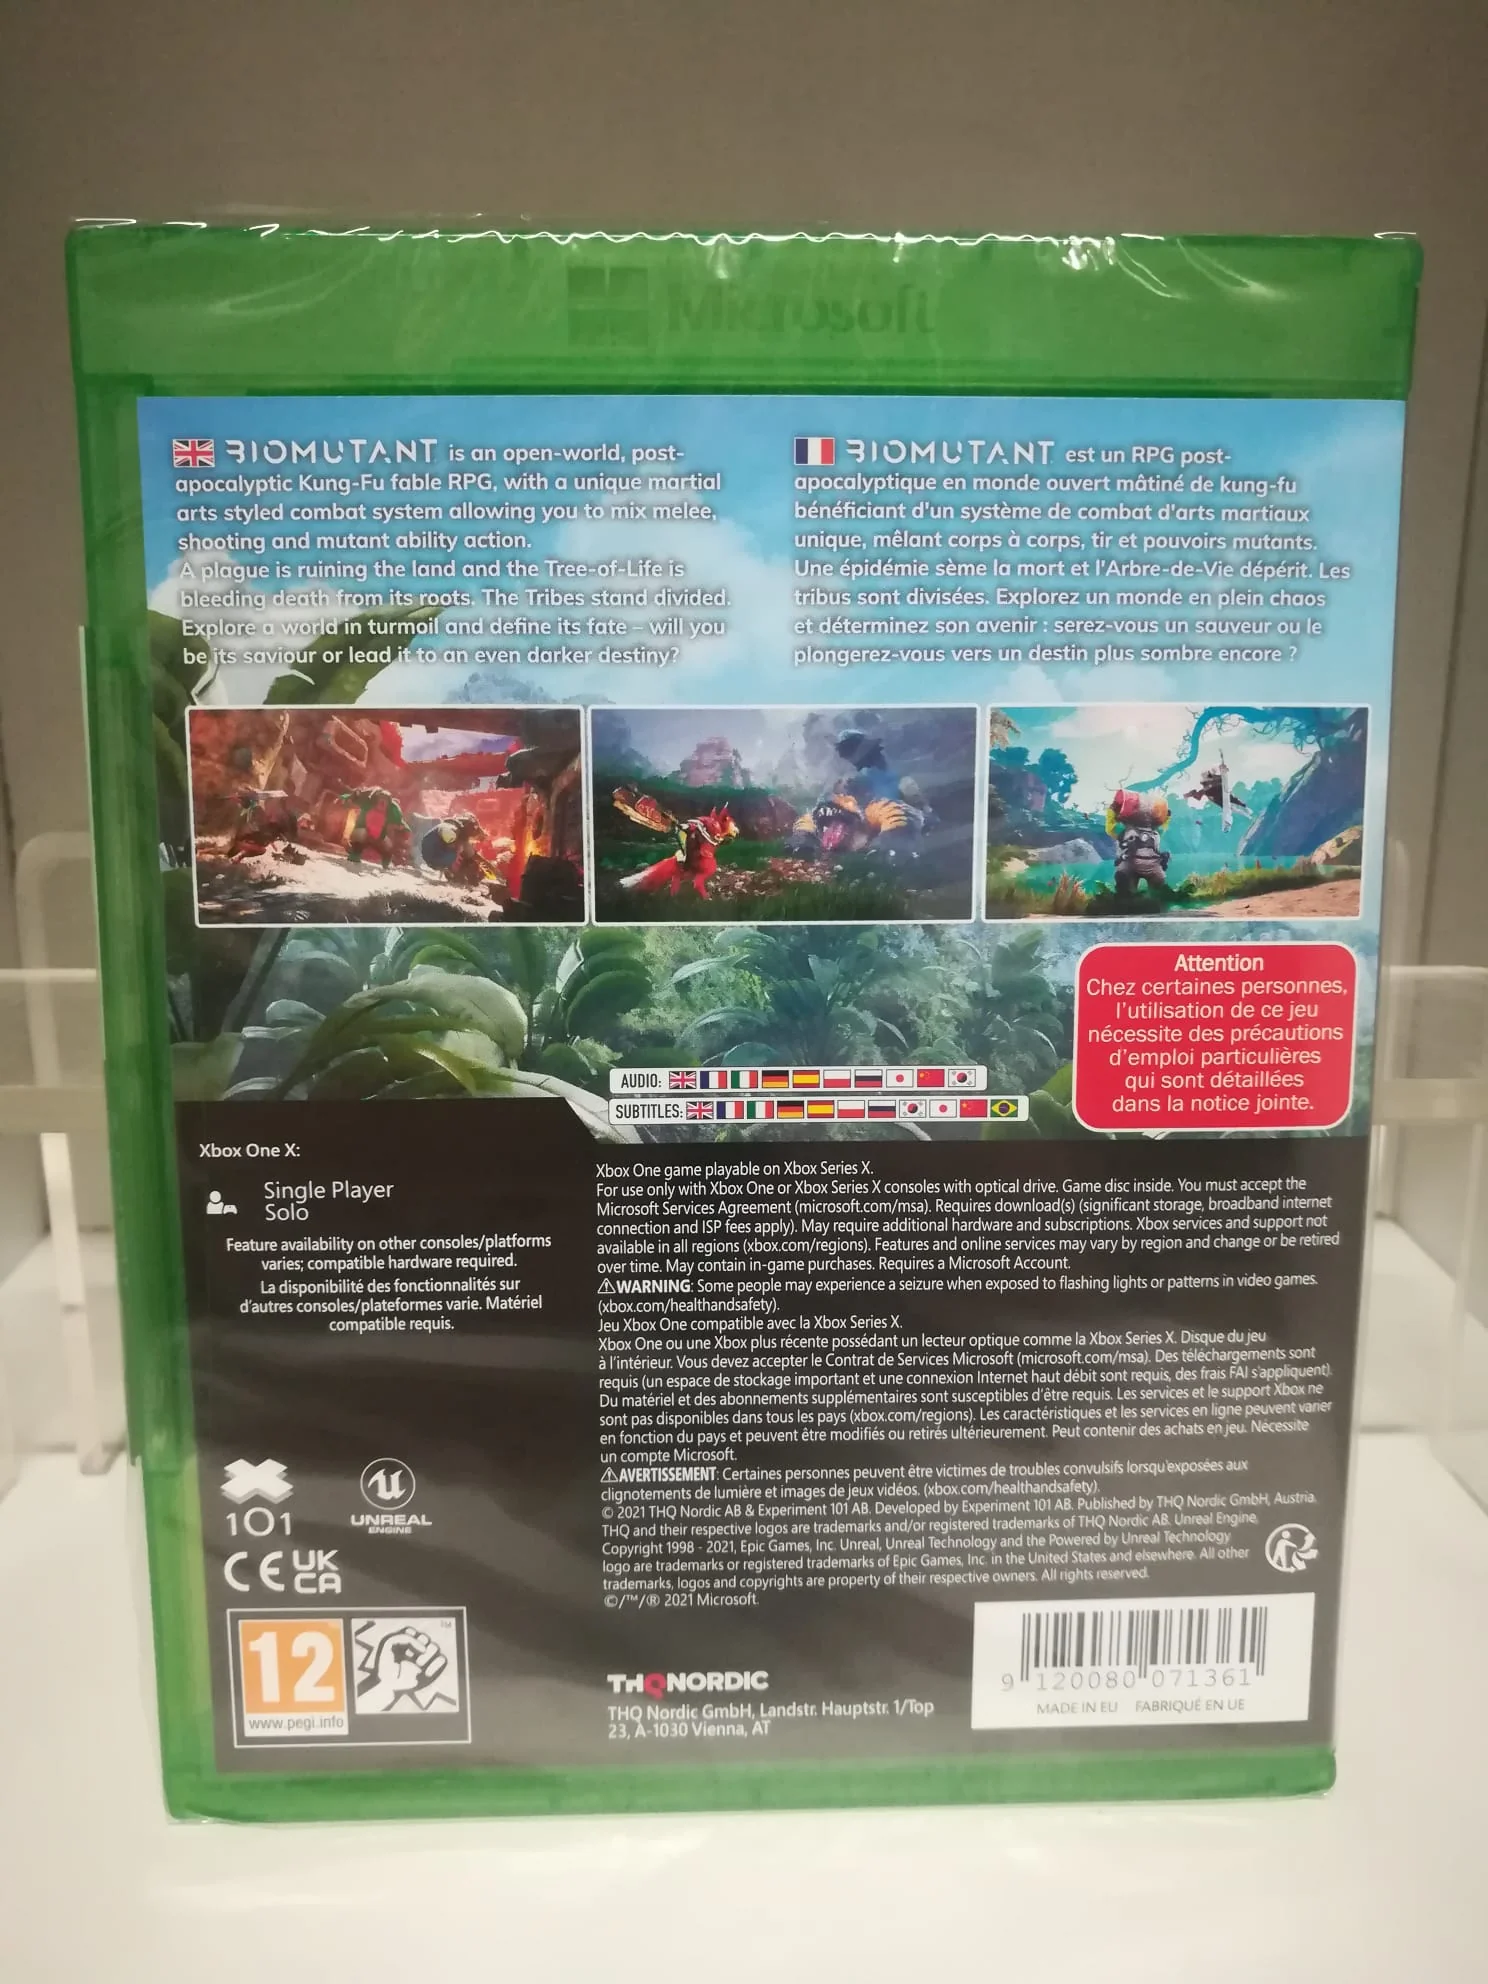 Microsoft
BIOMUTANT is an open-world, post-
apocalyptic Kung-Fu fable RPG, with a unique martial
arts styled combat system allowing you to mix melee,
shooting and mutant ability action.
A plague is ruining the land and the Tree-of-Life is
bleeding death from its roots. The Tribes stand divided.
Explore a world in turmoil and define its fate – will you
be its saviour or lead it to an even darker destiny?
BIOMUTANT est un RPG post-
apocalyptique en monde ouvert mâtiné de kung-fu
bénéficiant d'un système de combat d'arts martiaux
unique, mêlant corps à corps, tir et pouvoirs mutants.
Une épidémie sème la mort et l'Arbre-de-Vie dépérit. Les
tribus sont divisées. Explorez un monde en plein chaos
et déterminez son avenir : serez-vous un sauveur ou le
plongerez-vous vers un destin plus sombre encore ?
Attention
Chez certaines personnes,
l'utilisation de ce jeu
nécessite des précautions
d'emploi particulières
qui sont détaillées
dans la notice jointe.
AUDIO:
SUBTITLES:
Xbox One X:
Single Player
Solo
Feature availability on other consoles/platforms
varies; compatible hardware required.
La disponibilité des fonctionnalités sur
d'autres consoles/plateformes varie. Matériel
compatible requis.
Xbox One game playable on Xbox Series X.
For use only with Xbox One or Xbox Series X consoles with optical drive. Game disc inside. You must accept the
Microsoft Services Agreement (microsoft.com/msa). Requires download(s) (significant storage, broadband internet
connection and ISP fees apply). May require additional hardware and subscriptions. Xbox services and support not
available in all regions (xbox.com/regions). Features and online services may vary by region and change or be retired
over time. May contain in-game purchases. Requires a Microsoft Account.
⚠WARNING: Some people may experience a seizure when exposed to flashing lights or patterns in video games.
(xbox.com/healthandsafety).
Jeu Xbox One compatible avec la Xbox Series X.
Xbox One ou une Xbox plus récente possédant un lecteur optique comme la Xbox Series X. Disque du jeu
à l'intérieur. Vous devez accepter le Contrat de Services Microsoft (microsoft.com/msa). Des téléchargements sont
requis (un espace de stockage important et une connexion Internet haut débit sont requis, des frais FAI s'appliquent).
Du matériel et des abonnements supplémentaires sont susceptibles d'être requis. Les services et le support Xbox ne
sont pas disponibles dans tous les pays (xbox.com/regions). Les caractéristiques et les services en ligne peuvent varier
en fonction du pays et peuvent être modifiés ou retirés ultérieurement. Peut contenir des achats en jeu. Nécessite
un compte Microsoft.
⚠AVERTISSEMENT: Certaines personnes peuvent être victimes de troubles convulsifs lorsqu'exposées aux
clignotements de lumière et images de jeux vidéos. (xbox.com/healthandsafety).
© 2021 THQ Nordic AB & Experiment 101 AB. Developed by Experiment 101 AB. Published by THQ Nordic GmbH, Austria.
THQ and their respective logos are trademarks and/or registered trademarks of THQ Nordic AB. Unreal Engine,
Copyright 1998 - 2021, Epic Games, Inc. Unreal, Unreal Technology and the Powered by Unreal Technology
logo are trademarks or registered trademarks of Epic Games, Inc. in the United States and elsewhere. All other
trademarks, logos and copyrights are property of their respective owners. All rights reserved.
©/™/® 2021 Microsoft.
101
UNREAL
ENGINE
CE UK
CA
12
www.pegi.info
TM
THQ NORDIC
THQ Nordic GmbH, Landstr. Hauptstr. 1/Top
23, A-1030 Vienna, AT
9 120080 071361
MADE IN EU FABRIQUÉ EN UE